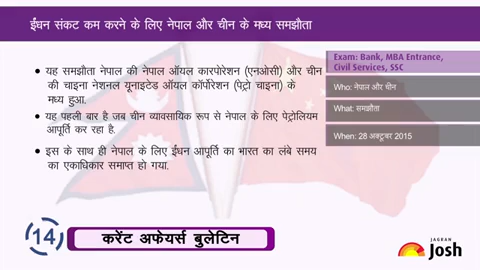 ईंधन संकट कम करने के लिए नेपाल और चीन के मध्य समझौता
• यह समझौता नेपाल की नेपाल ऑयल कारपोरेशन (एनओसी) और चीन
की चाइना नेशनल यूनाइटेड ऑयल कॉर्पोरेशन (पेट्रो चाइना) के
मध्य हुआ.
• यह पहली बार है जब चीन व्यावसायिक रूप से नेपाल के लिए पेट्रोलियम
आपूर्ति कर रहा है.
• इस के साथ ही नेपाल के लिए ईंधन आपूर्ति का भारत का लंबे समय
का एकाधिकार समाप्त हो गया.
Exam: Bank, MBA Entrance,
Civil Services, SSC
Who: नेपाल और चीन
What: समझौता
When: 28 अक्टूबर 2015
14
करेंट अफेयर्स बुलेटिन
JAGRAN
Josh